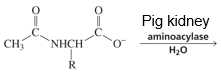 O O
Pig kidney
C C
aminoacylase
CH3 NHCH O−
H2O
R